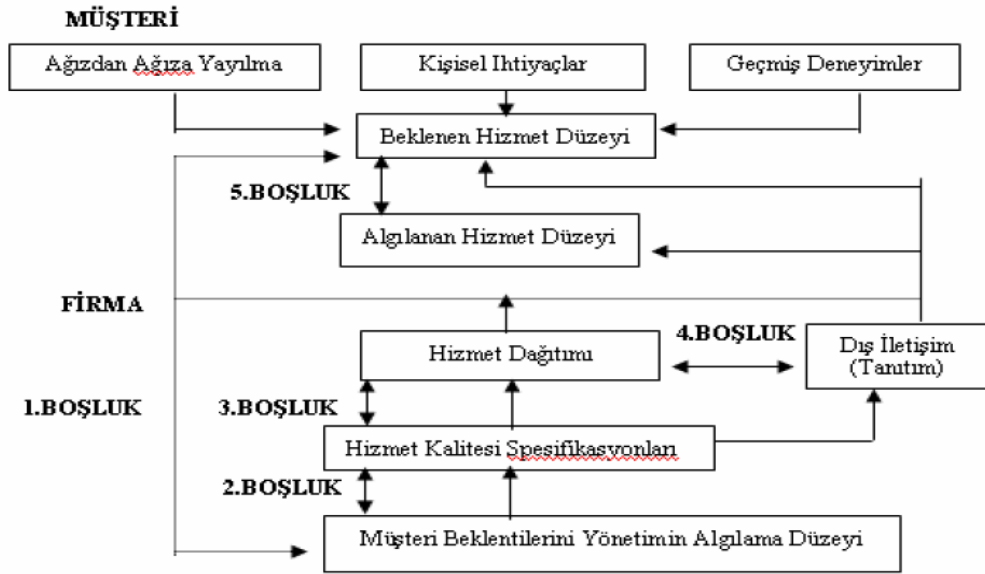 MÜŞTERİ
Ağızdan Ağıza Yayılma
Kişisel Ihtiyaçlar
Geçmiş Deneyimler
Beklenen Hizmet Düzeyi
5.BOŞLUK
Algılanan Hizmet Düzeyi
FİRMA
4.BOŞLUK
Hizmet Dağıtımı
Dış İletişim
(Tanıtım)
1.BOŞLUK
3.BOŞLUK
Hizmet Kalitesi Spesifikasyonları
2.BOŞLUK
Müşteri Beklentilerini Yönetimin Algılama Düzeyi